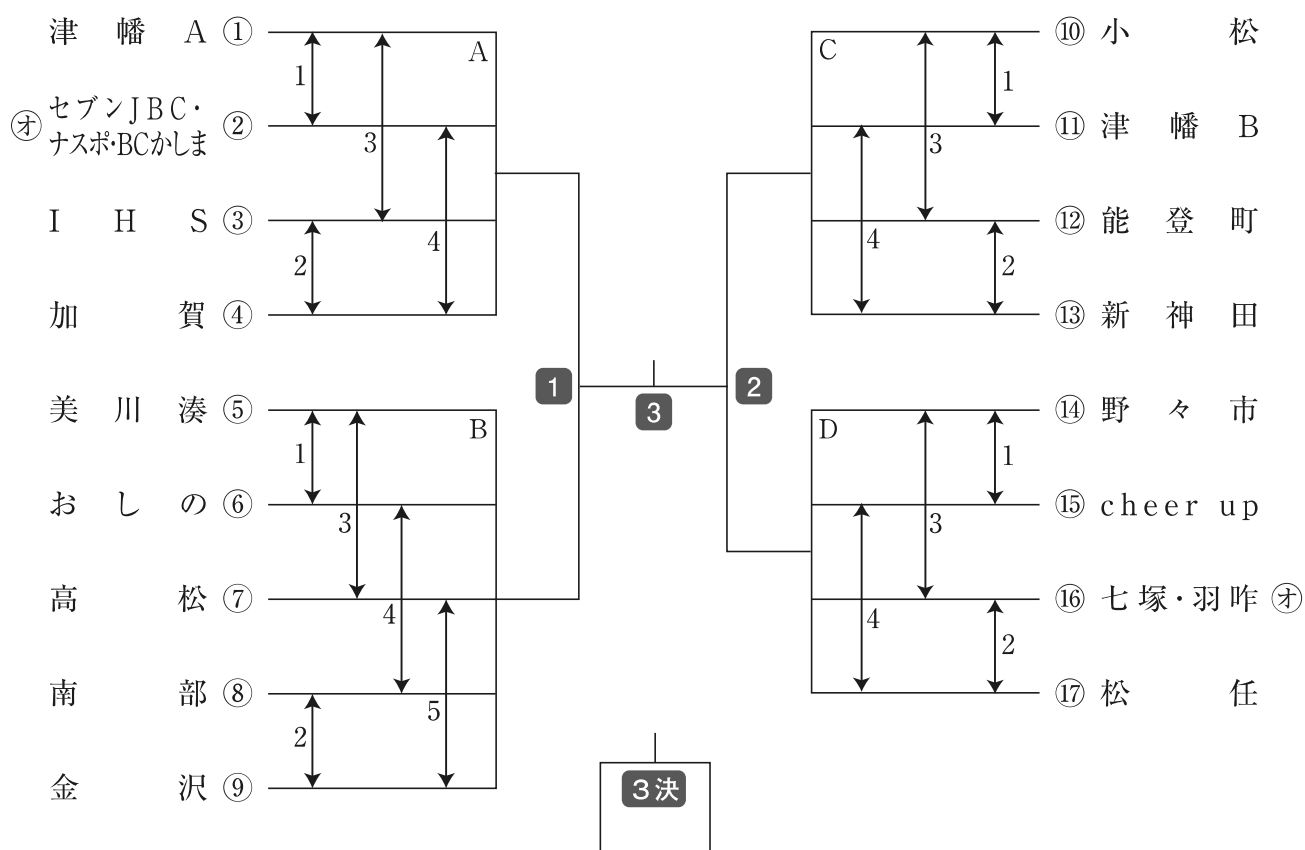 津幡A ①
㋔ セブンJBC・
ナスポ・BCかしま ②
IHS ③
加賀 ④
A
1
3
2
4
美川湊 ⑤
おしの ⑥
高松 ⑦
南部 ⑧
金沢 ⑨
B
1
3
4
2
5
1
3
2
3決
⑩ 小松
⑪ 津幡B
⑫ 能登町
⑬ 新神田
C
1
3
4
2
⑭ 野々市
⑮ cheer up
⑯ 七塚・羽咋 ㋔
⑰ 松任
D
1
3
4
2